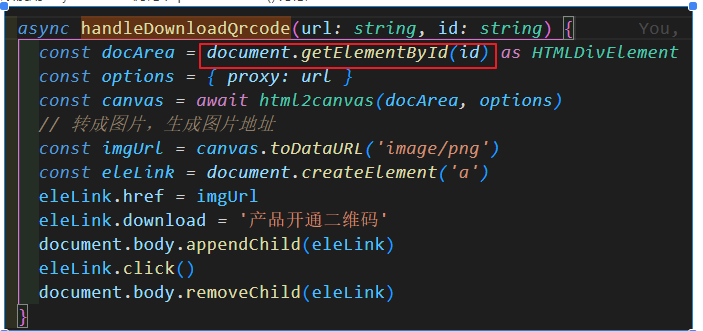 async handleDownloadQrcode(url: string, id: string) { You,
const docArea = document.getElementById(id) as HTMLDivElement
const options = { proxy: url }
const canvas = await html2canvas(docArea, options)
// 转成图片，生成图片地址
const imgUrl = canvas.toDataURL('image/png')
const eleLink = document.createElement('a')
eleLink.href = imgUrl
eleLink.download = '产品开通二维码'
document.body.appendChild(eleLink)
eleLink.click()
document.body.removeChild(eleLink)
}